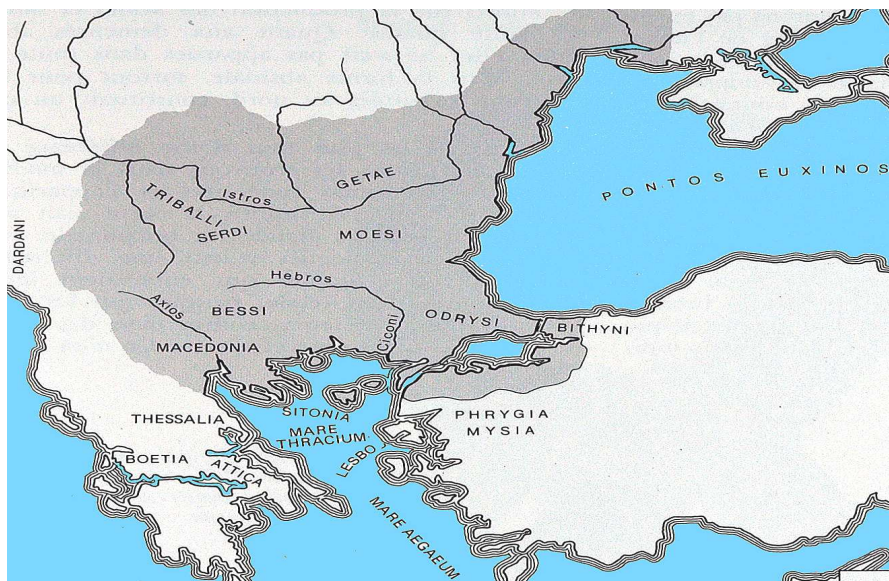 PONTOS EUXINOS
GETAE
Istros
TRIBALLI
SERDI
MOESI
DARDANI
Hebros
Axios
BESSI
Ciconi
ODRYSI
BITHYNI
MACEDONIA
THESSALIA
SITONIA
MARE
THRACIUM
PHRYGIA
MYSIA
LESBO
BOETIA
ATTICA
MARE AEGAEUM